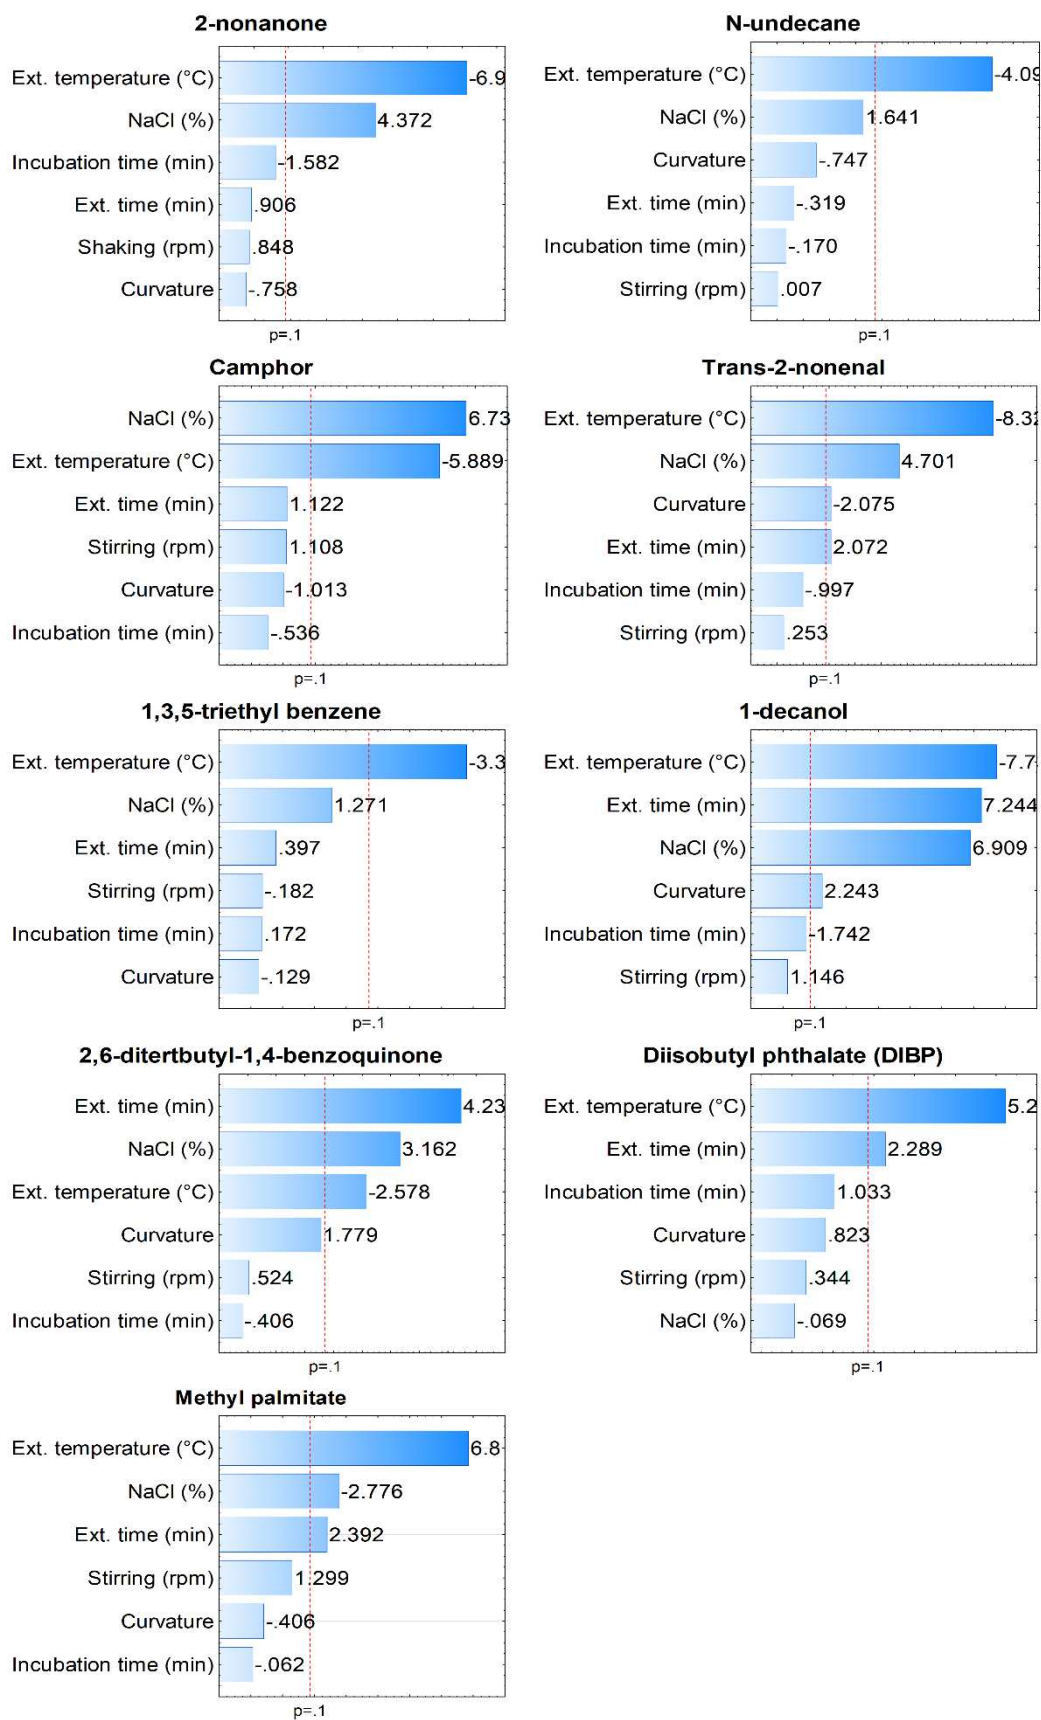 2-nonanone
Ext. temperature (°C) -6.9
NaCl (%) 4.372
Incubation time (min) -1.582
Ext. time (min) .906
Shaking (rpm) .848
Curvature -.758
p=.1
N-undecane
Ext. temperature (°C) -4.09
NaCl (%) 1.641
Curvature -.747
Ext. time (min) -.319
Incubation time (min) -.170
Stirring (rpm) .007
p=.1
Camphor
NaCl (%) 6.73
Ext. temperature (°C) -5.889
Ext. time (min) 1.122
Stirring (rpm) 1.108
Curvature -1.013
Incubation time (min) -.536
p=.1
Trans-2-nonenal
Ext. temperature (°C) -8.32
NaCl (%) 4.701
Curvature -2.075
Ext. time (min) 2.072
Incubation time (min) -.997
Stirring (rpm) .253
p=.1
1,3,5-triethyl benzene
Ext. temperature (°C) -3.3
NaCl (%) 1.271
Ext. time (min) .397
Stirring (rpm) -.182
Incubation time (min) .172
Curvature -.129
p=.1
1-decanol
Ext. temperature (°C) -7.7
Ext. time (min) 7.244
NaCl (%) 6.909
Curvature 2.243
Incubation time (min) -1.742
Stirring (rpm) 1.146
p=.1
2,6-ditertbutyl-1,4-benzoquinone
Ext. time (min) 4.23
NaCl (%) 3.162
Ext. temperature (°C) -2.578
Curvature 1.779
Stirring (rpm) .524
Incubation time (min) -.406
p=.1
Diisobutyl phthalate (DIBP)
Ext. temperature (°C) 5.2
Ext. time (min) 2.289
Incubation time (min) 1.033
Curvature .823
Stirring (rpm) .344
NaCl (%) -.069
p=.1
Methyl palmitate
Ext. temperature (°C) 6.8
NaCl (%) -2.776
Ext. time (min) 2.392
Stirring (rpm) 1.299
Curvature -.406
Incubation time (min) -.062
p=.1